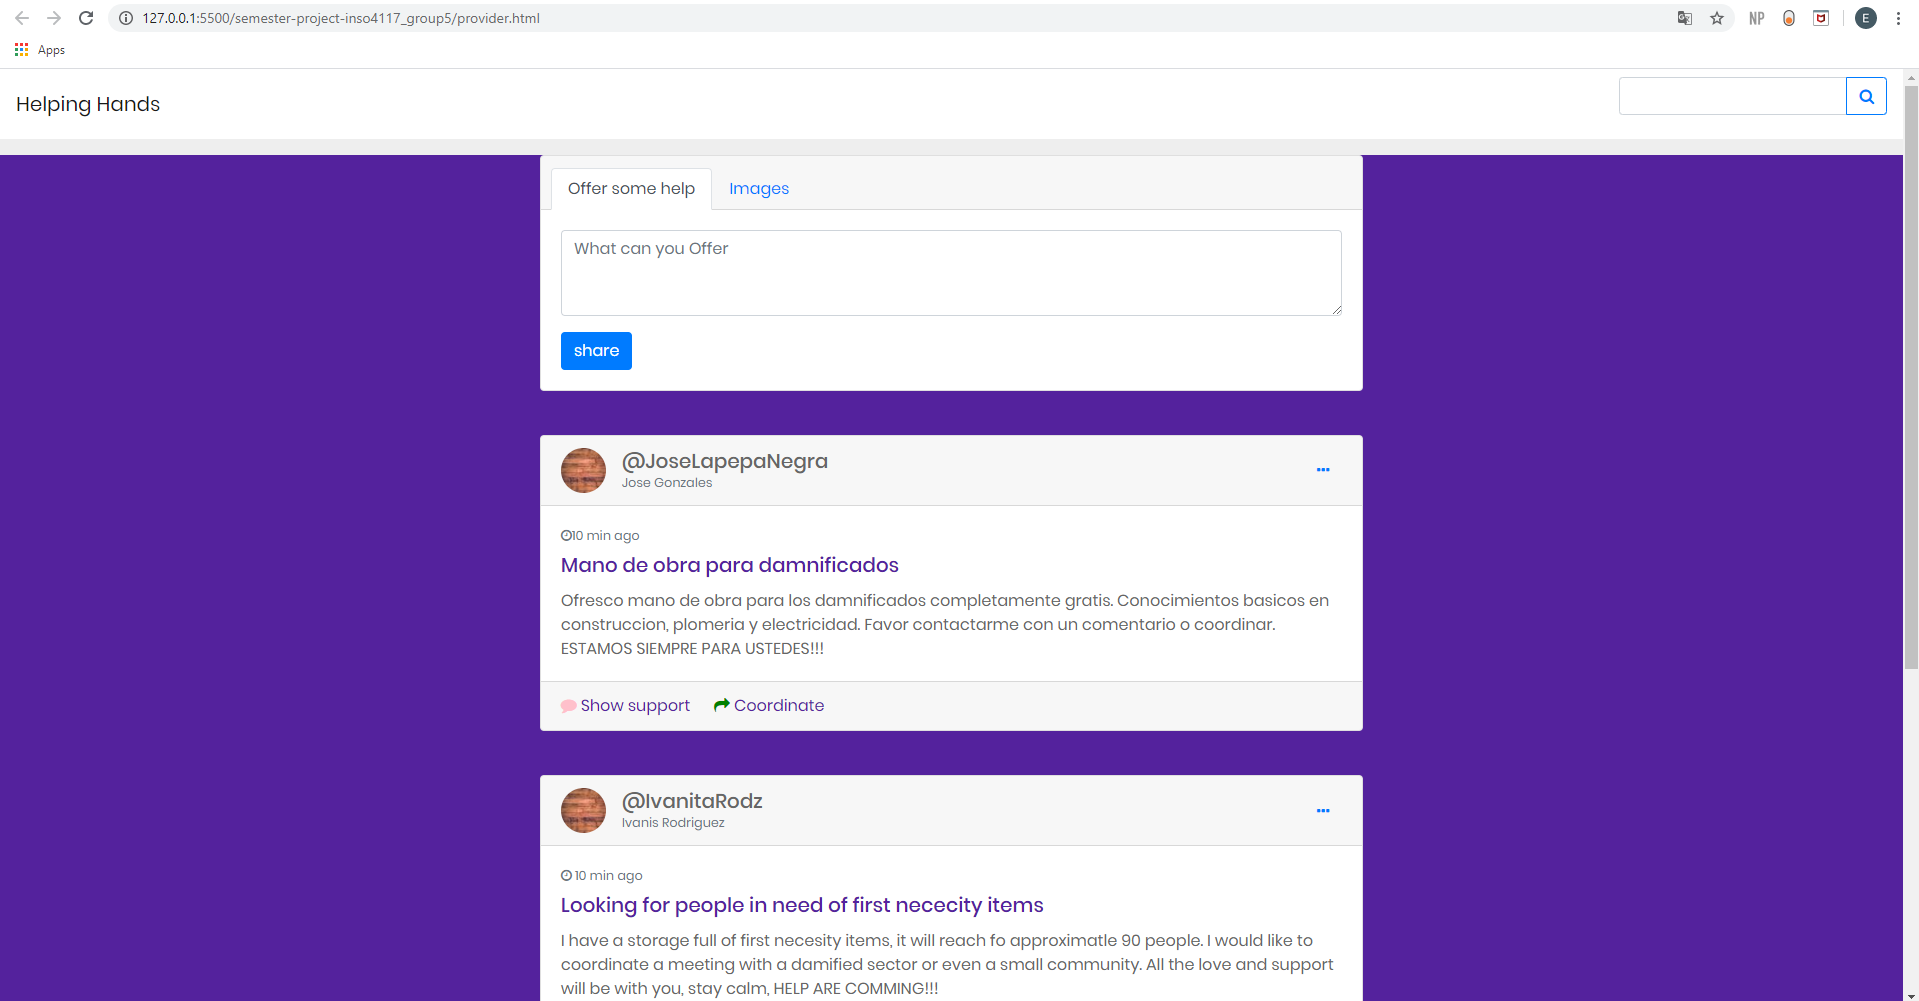 127.0.0.1:5500/semester-project-inso4117_group5/provider.html
NP
E
Apps
Helping Hands
Offer some help Images
What can you Offer
share
@JoseLapepaNegra
Jose Gonzales
10 min ago
Mano de obra para damnificados
Ofresco mano de obra para los damnificados completamente gratis. Conocimientos basicos en
construccion, plomeria y electricidad. Favor contactarme con un comentario o coordinar.
ESTAMOS SIEMPRE PARA USTEDES!!!
Show support Coordinate
@IvanitaRodz
Ivanis Rodriguez
10 min ago
Looking for people in need of first nececity items
I have a storage full of first necesity items, it will reach fo approximatle 90 people. I would like to
coordinate a meeting with a damified sector or even a small community. All the love and support
will be with you, stay calm, HELP ARE COMMING!!!